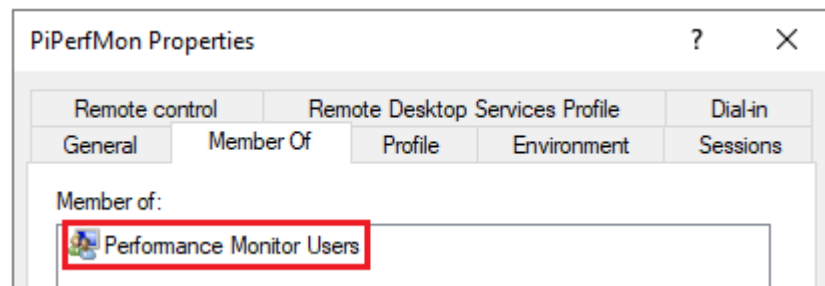 PiPerfMon Properties ? ×
Remote control Remote Desktop Services Profile Dial-in
General Member Of Profile Environment Sessions
Member of:
Performance Monitor Users